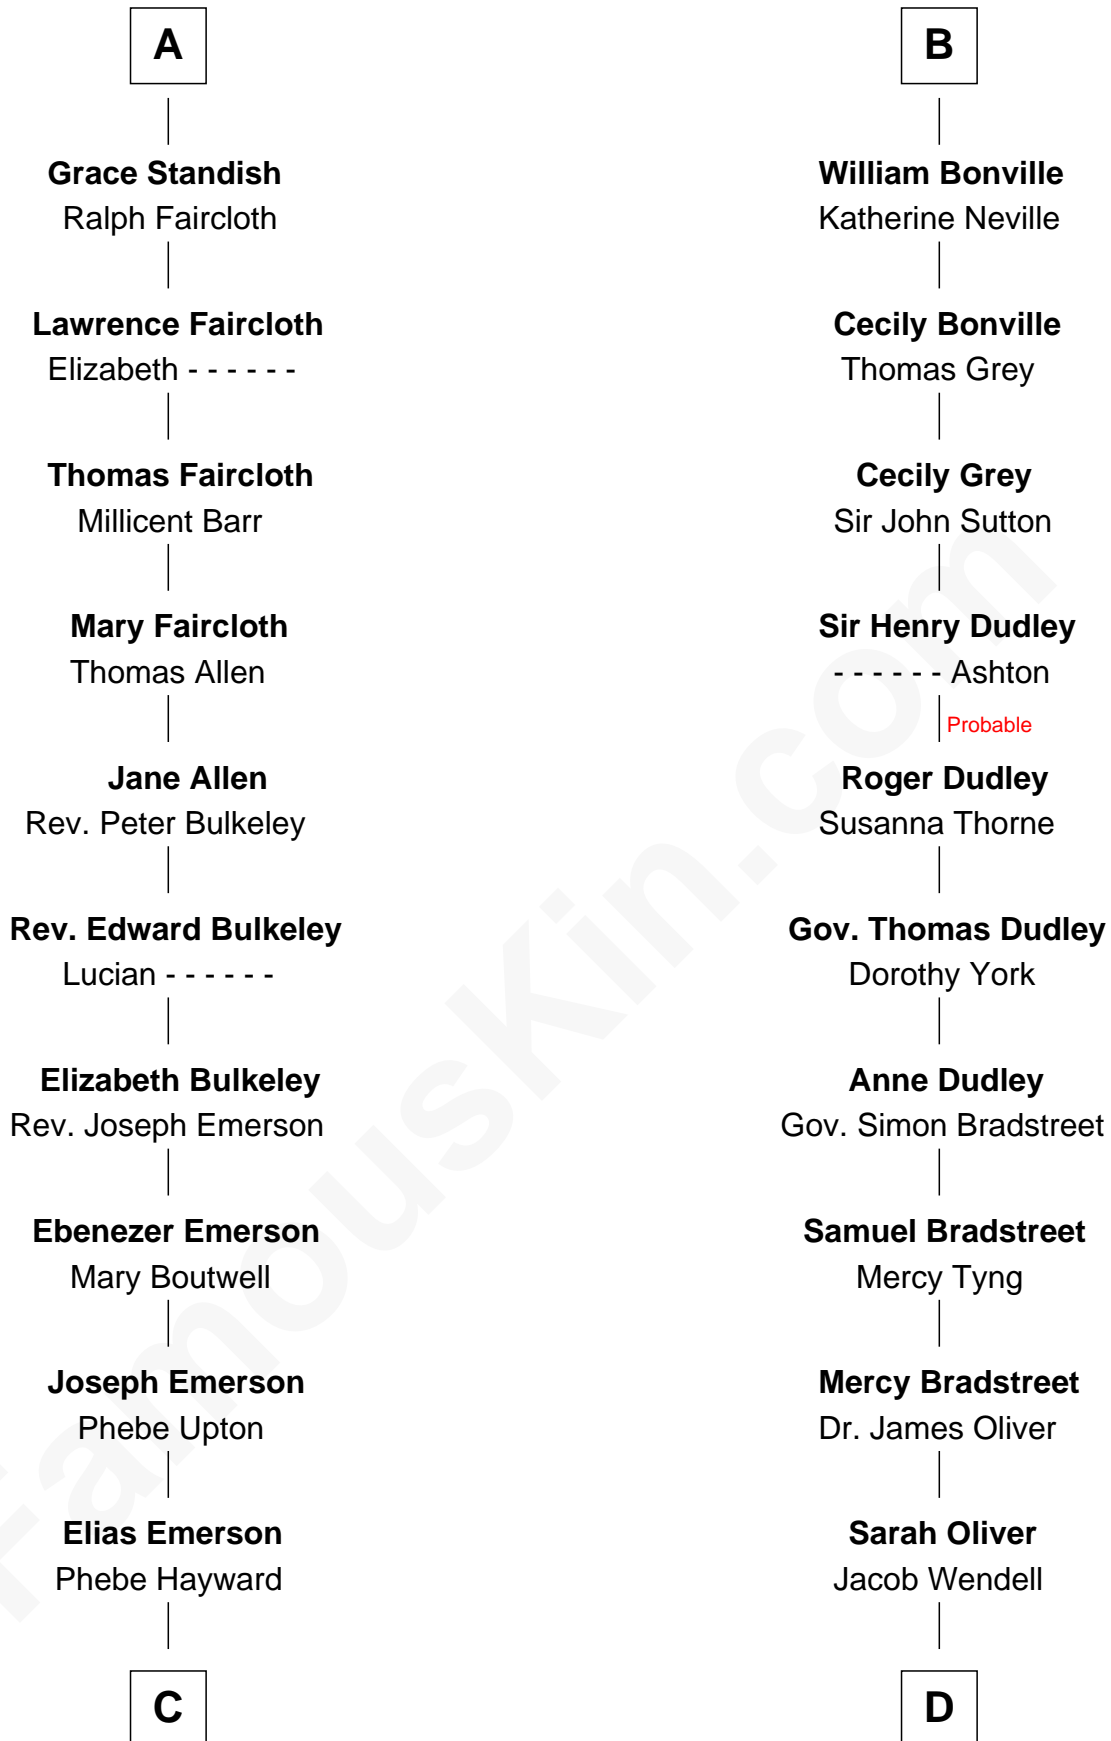 A
Grace Standish
Ralph Faircloth
Lawrence Faircloth
Elizabeth - - - - - -
Thomas Faircloth
Millicent Barr
Mary Faircloth
Thomas Allen
Jane Allen
Rev. Peter Bulkeley
Rev. Edward Bulkeley
Lucian - - - - - -
Elizabeth Bulkeley
Rev. Joseph Emerson
Ebenezer Emerson
Mary Boutwell
Joseph Emerson
Phebe Upton
Elias Emerson
Phebe Hayward
C
B
William Bonville
Katherine Neville
Cecily Bonville
Thomas Grey
Cecily Grey
Sir John Sutton
Sir Henry Dudley
- - - - - - Ashton
Probable
Roger Dudley
Susanna Thorne
Gov. Thomas Dudley
Dorothy York
Anne Dudley
Gov. Simon Bradstreet
Samuel Bradstreet
Mercy Tyng
Mercy Bradstreet
Dr. James Oliver
Sarah Oliver
Jacob Wendell
D
FamousKin.com